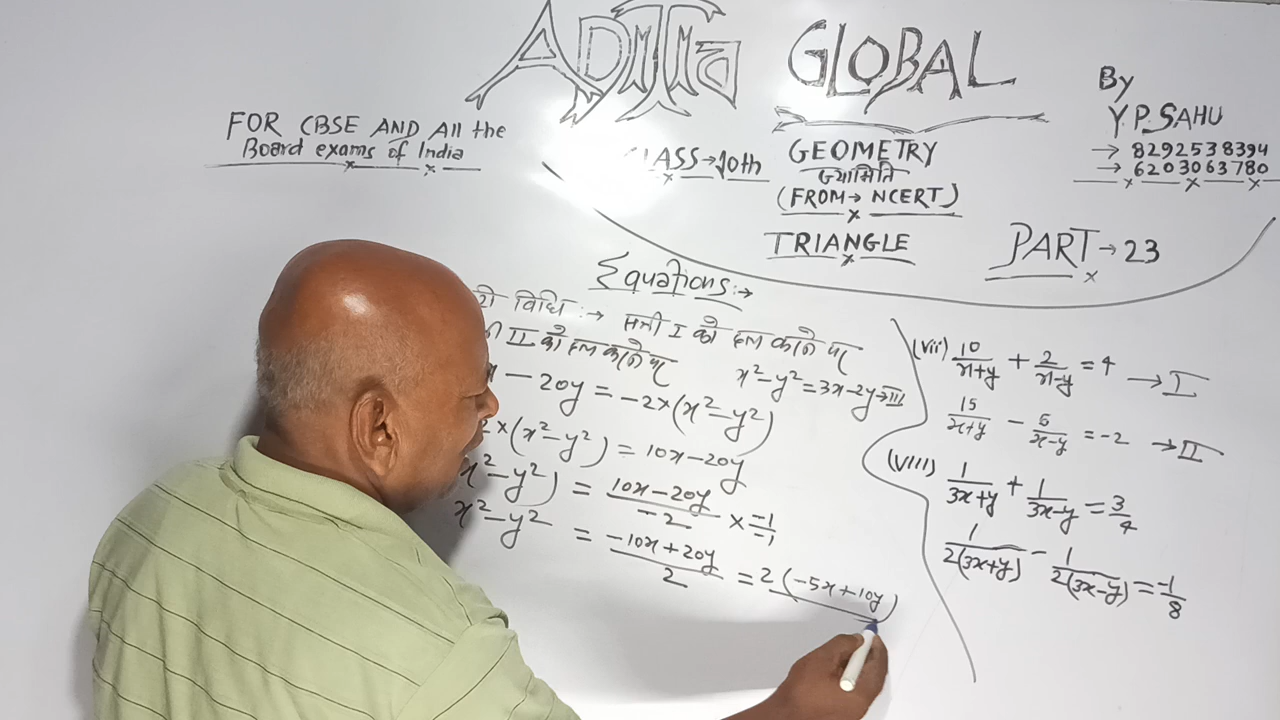 ADITYA GLOBAL
By
Y.P. SAHU
→ 8292538394
→ 6203063780
FOR CBSE AND All the
Board exams of India
CLASS→10th
GEOMETRY
ज्यामिति
(FROM→ NCERT)
TRIANGLE
PART→23
Equations:→
विधि :→ समी I को हल करने पर
II को हल करने पर
x²-y²=3x-2y→III
x - 20y = -2×(x²-y²)
2×(x²-y²) = 10x-20y
x²-y²) = 10x-20y/-2 × -1/-1
x²-y² = -10x+20y/2 = 2(-5x+10y)
(vii) 10/x+y + 2/x-y = 4 →I
15/x+y - 5/x-y = -2 →II
(viii) 1/3x+y + 1/3x-y = 3/4
1/2(3x+y) - 1/2(3x-y) = -1/8